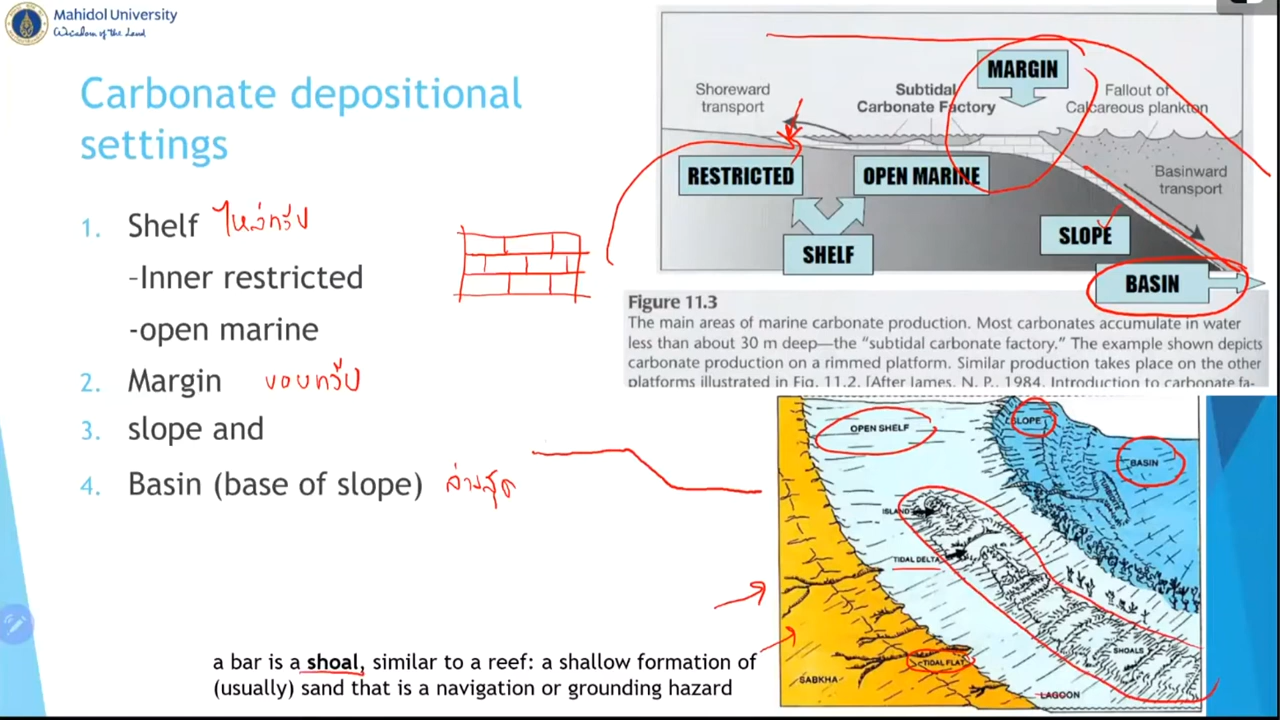 Mahidol University
Wisdom of the Land
Carbonate depositional
settings
1. Shelf ไหล่ทวีป
-Inner restricted
-open marine
2. Margin ขอบทวีป
3. slope and
4. Basin (base of slope) ล่างสุด
a bar is a shoal, similar to a reef: a shallow formation of
(usually) sand that is a navigation or grounding hazard
MARGIN
Shoreward
transport
Subtidal
Carbonate Factory
Fallout of
Calcareous plankton
RESTRICTED
OPEN MARINE
Basinward
transport
SHELF
SLOPE
BASIN
Figure 11.3
The main areas of marine carbonate production. Most carbonates accumulate in water
less than about 30 m deep—the “subtidal carbonate factory.” The example shown depicts
carbonate production on a rimmed platform. Similar production takes place on the other
platforms illustrated in Fig. 11.2. [After James, N. P., 1984, Introduction to carbonate fa-
OPEN SHELF
SLOPE
BASIN
ISLAND
TIDAL DELTA
SHOALS
TIDAL FLAT
SABKHA
LAGOON